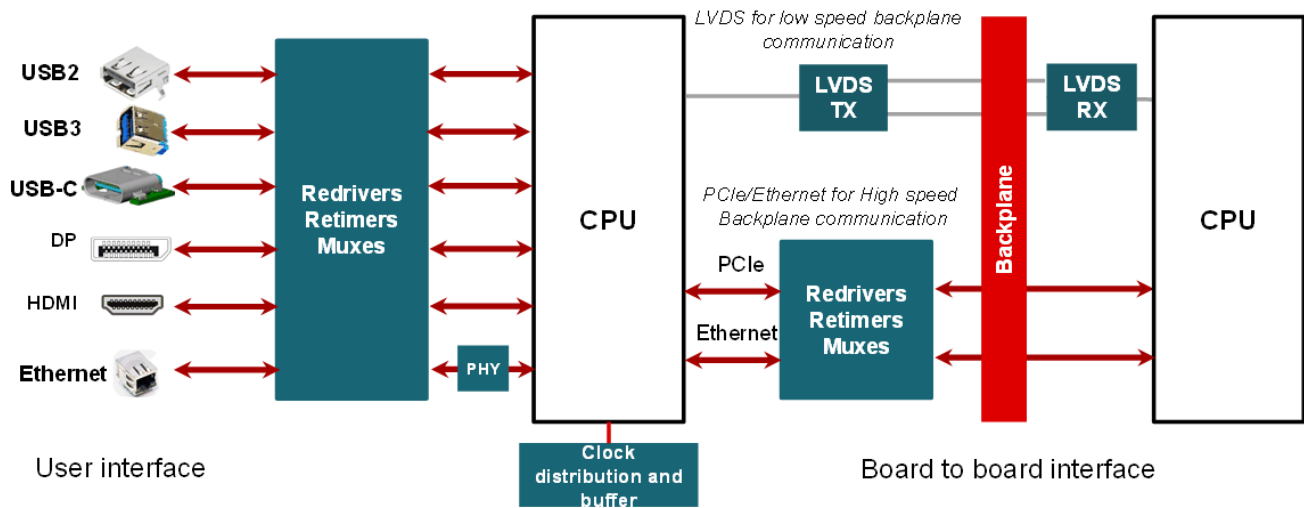 USB2
USB3
USB-C
DP
HDMI
Ethernet
Redrivers
Retimers
Muxes
PHY
CPU
Clock
distribution and
buffer
User interface
LVDS for low speed backplane
communication
LVDS
TX
LVDS
RX
PCIe/Ethernet for High speed
Backplane communication
PCIe
Ethernet
Redrivers
Retimers
Muxes
Backplane
CPU
Board to board interface